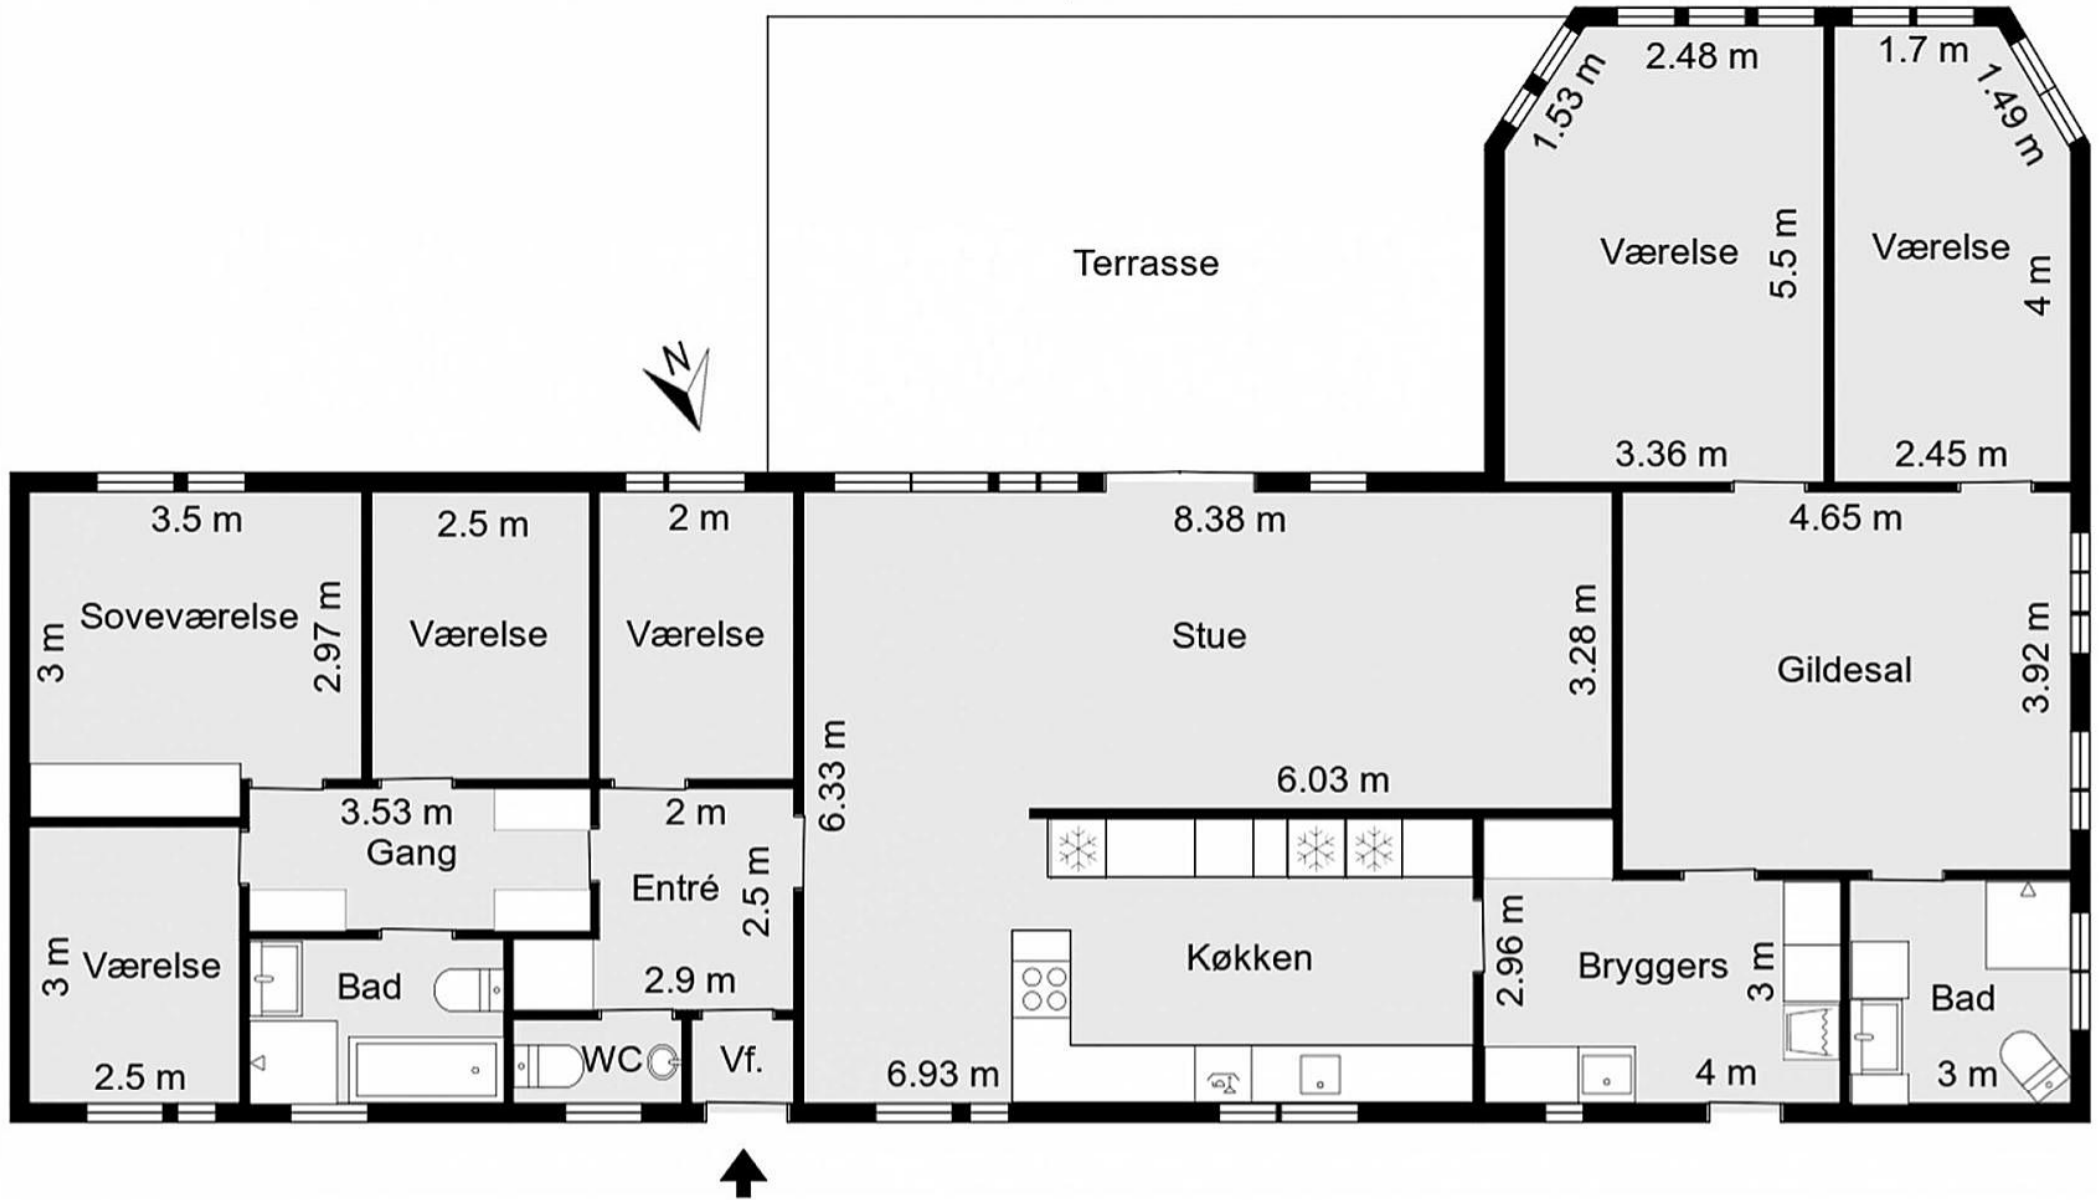 2.48 m
1.7 m
1.53 m
1.49 m
Terrasse
Værelse
5.5 m
Værelse
4 m
N
3.36 m
2.45 m
3.5 m
2.5 m
2 m
8.38 m
4.65 m
Soveværelse
3 m
2.97 m
Værelse
Værelse
Stue
3.28 m
Gildesal
3.92 m
6.33 m
6.03 m
3.53 m
Gang
2 m
Entré
2.5 m
2.9 m
3 m
Værelse
2.5 m
Bad
WC
Vf.
6.93 m
Køkken
2.96 m
Bryggers
3 m
4 m
Bad
3 m